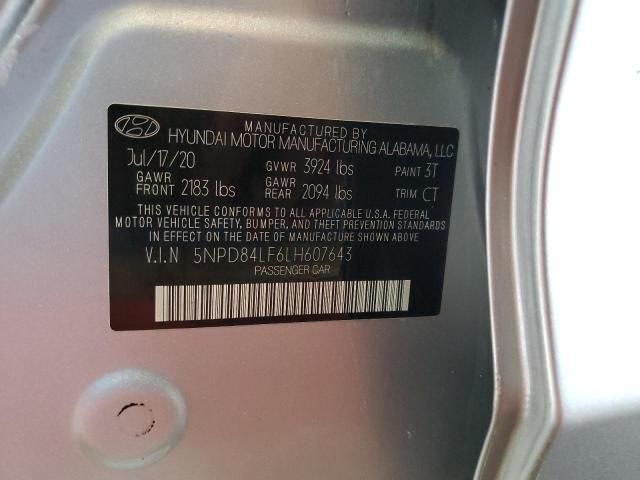 MANUFACTURED BY
HYUNDAI MOTOR MANUFACTURING ALABAMA, LLC
Jul/17/20 GVWR 3924 lbs PAINT 3T
GAWR FRONT 2183 lbs GAWR REAR 2094 lbs TRIM CT
THIS VEHICLE CONFORMS TO ALL APPLICABLE U.S.A. FEDERAL
MOTOR VEHICLE SAFETY, BUMPER, AND THEFT PREVENTION STANDARDS
IN EFFECT ON THE DATE OF MANUFACTURE SHOWN ABOVE.
V.I.N 5NPD84LF6LH607643
PASSENGER CAR